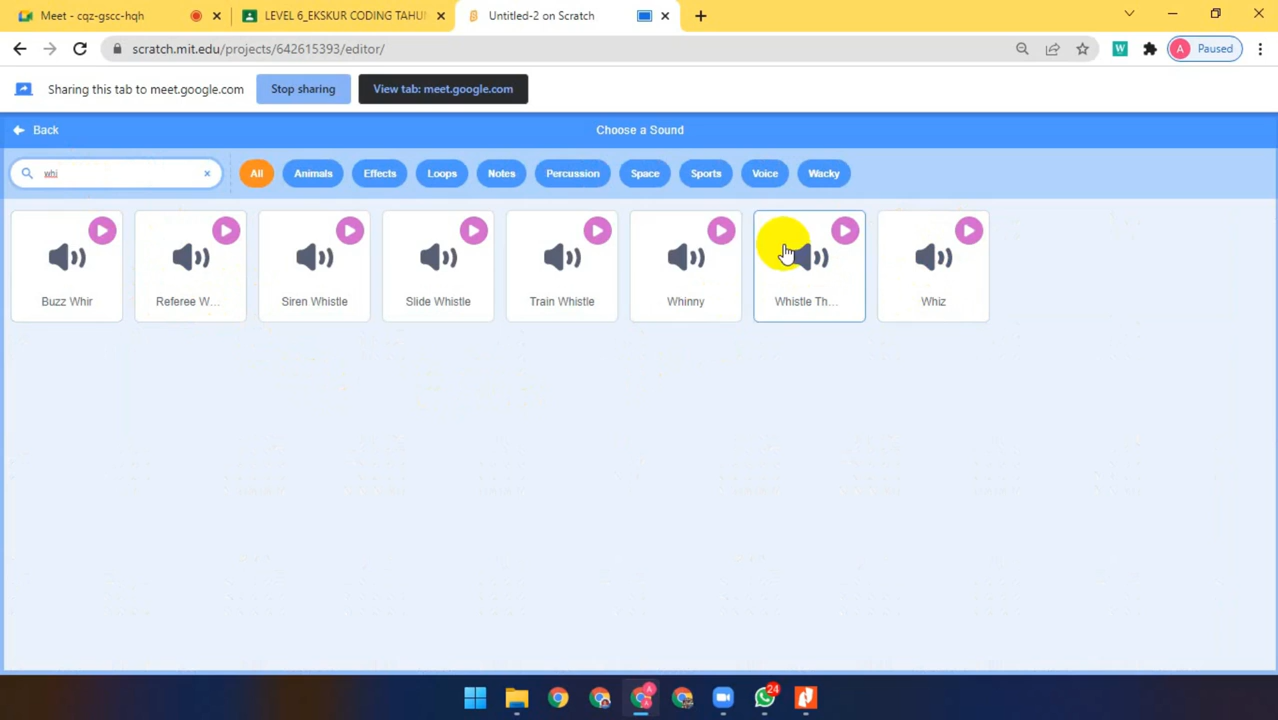 Meet - cqz-gscc-hqh
LEVEL 6_EKSKUR CODING TAHUN
Untitled-2 on Scratch
scratch.mit.edu/projects/642615393/editor/
W
A
Paused
Sharing this tab to meet.google.com
Stop sharing
View tab: meet.google.com
Back
Choose a Sound
whi
All
Animals
Effects
Loops
Notes
Percussion
Space
Sports
Voice
Wacky
Buzz Whir
Referee W...
Siren Whistle
Slide Whistle
Train Whistle
Whinny
Whistle Th...
Whiz
24